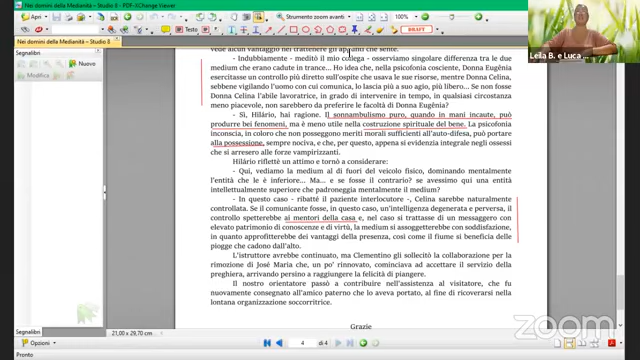 Nei domini della Medianità - Studio 8 - PDF-XChange Viewer
Apri
Strumento zoom avanti
100%
DRAFT
Nei domini della Medianità - Studio 8
Segnalibri
Nuovo
Modifica
vede alcun vantaggio nel trattenere gli apparati che sente.
- Indubbiamente - meditò il mio collega - osserviamo singolare differenza tra le due
medium che erano cadute in trance... Ho idea che, nella psicofonia cosciente, Donna Eugênia
esercitasse un controllo più diretto sull'ospite che usava le sue risorse, mentre Donna Celina,
sebbene vigilando l'uomo con cui comunica, lo lascia più a suo agio, più libero... Se non fosse
Donna Celina l'abile lavoratrice, in grado di intervenire in tempo, in qualsiasi circostanza
meno piacevole, non sarebbero da preferire le facoltà di Donna Eugênia?
- Sì, Hilário, hai ragione. Il sonnambulismo puro, quando in mani incaute, può
produrre bei fenomeni, ma è meno utile nella costruzione spirituale del bene. La psicofonia
inconscia, in coloro che non posseggono meriti morali sufficienti all'auto-difesa, può portare
alla possessione, sempre nociva, e che, per questo, appena si evidenzia integrale negli ossessi
che si arresero alle forze vampirizzanti.
Hilário rifletté un attimo e tornò a considerare:
- Qui, vediamo la medium al di fuori del veicolo fisico, dominando mentalmente
l'entità che le è inferiore... Ma... e se fosse il contrario? se avessimo qui una entità
intellettualmente superiore che padroneggia mentalmente il medium?
- In questo caso - ribatté il paziente interlocutore -, Celina sarebbe naturalmente
controllata. Se il comunicante fosse, in questo caso, un'intelligenza degenerata e perversa, il
controllo spetterebbe ai mentori della casa e, nel caso si trattasse di un messaggero con
elevato patrimonio di conoscenze e di virtù, la medium si assoggetterebbe con soddisfazione,
in quanto approfitterebbe dei vantaggi della presenza, così come il fiume si beneficia delle
piogge che cadono dall'alto.
L'istruttore avrebbe continuato, ma Clementino gli sollecitò la collaborazione per la
rimozione di José Maria che, un po' rinnovato, cominciava ad accettare il servizio della
preghiera, arrivando persino a raggiungere la felicità di piangere.
Il nostro orientatore passò a contribuire nell'assistenza al visitatore, che fu
nuovamente consegnato all'amico paterno che lo aveva portato, al fine di ricoverarsi nella
lontana organizzazione soccorritrice.
Grazie
Segnalibri
21,00 x 29,70 cm
Opzioni
4
di 4
Pronto
Leila B. e Luca
zoom